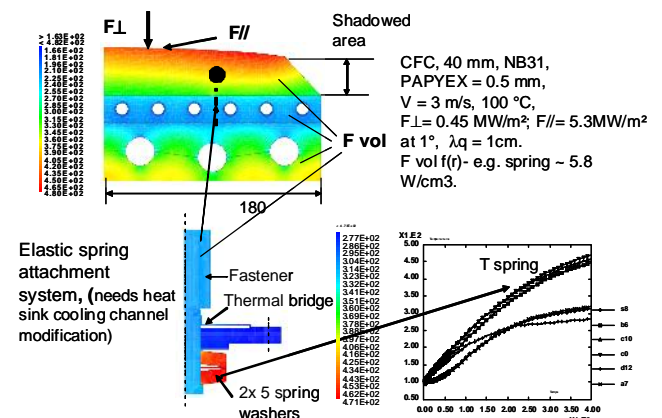 F⊥
F//
Shadowed
area
> 1.63E+02
< 4.82E+02
1.66E+02
1.96E+02
2.10E+02
2.25E+02
2.40E+02
2.55E+02
2.70E+02
2.85E+02
3.00E+02
3.15E+02
3.30E+02
3.45E+02
3.60E+02
3.75E+02
3.90E+02
4.05E+02
4.20E+02
4.35E+02
4.50E+02
4.65E+02
4.80E+02
CFC, 40 mm, NB31,
PAPYEX = 0.5 mm,
V = 3 m/s, 100 °C,
F⊥= 0.45 MW/m²; F//= 5.3MW/m²
at 1°, λq = 1cm.
F vol f(r)- e.g. spring ~ 5.8
W/cm3.
F vol
180
Elastic spring
attachment
system, (needs heat
sink cooling channel
modification)
Fastener
Thermal bridge
2x 5 spring
washers
2.77E+02
2.86E+02
2.95E+02
3.04E+02
3.14E+02
3.23E+02
3.32E+02
3.41E+02
3.51E+02
3.60E+02
3.69E+02
3.78E+02
3.88E+02
3.97E+02
4.06E+02
4.16E+02
4.25E+02
4.34E+02
4.43E+02
4.53E+02
4.62E+02
4.71E+02
X1.E2
5.00
4.50
4.00
3.50
3.00
2.50
2.00
1.50
1.00
0.50
0.00 0.50 1.00 1.50 2.00 2.50 3.00 3.50 4.00
T spring
s8
b6
c10
c0
d12
a7